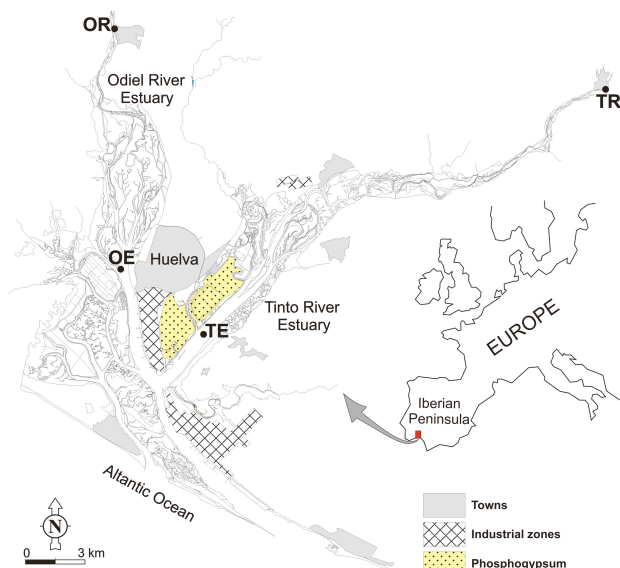 OR
Odiel River
Estuary
TR
OE
Huelva
TE
Tinto River
Estuary
EUROPE
Iberian
Peninsula
Altantic Ocean
N
0 3 km
Towns
Industrial zones
Phosphogypsum